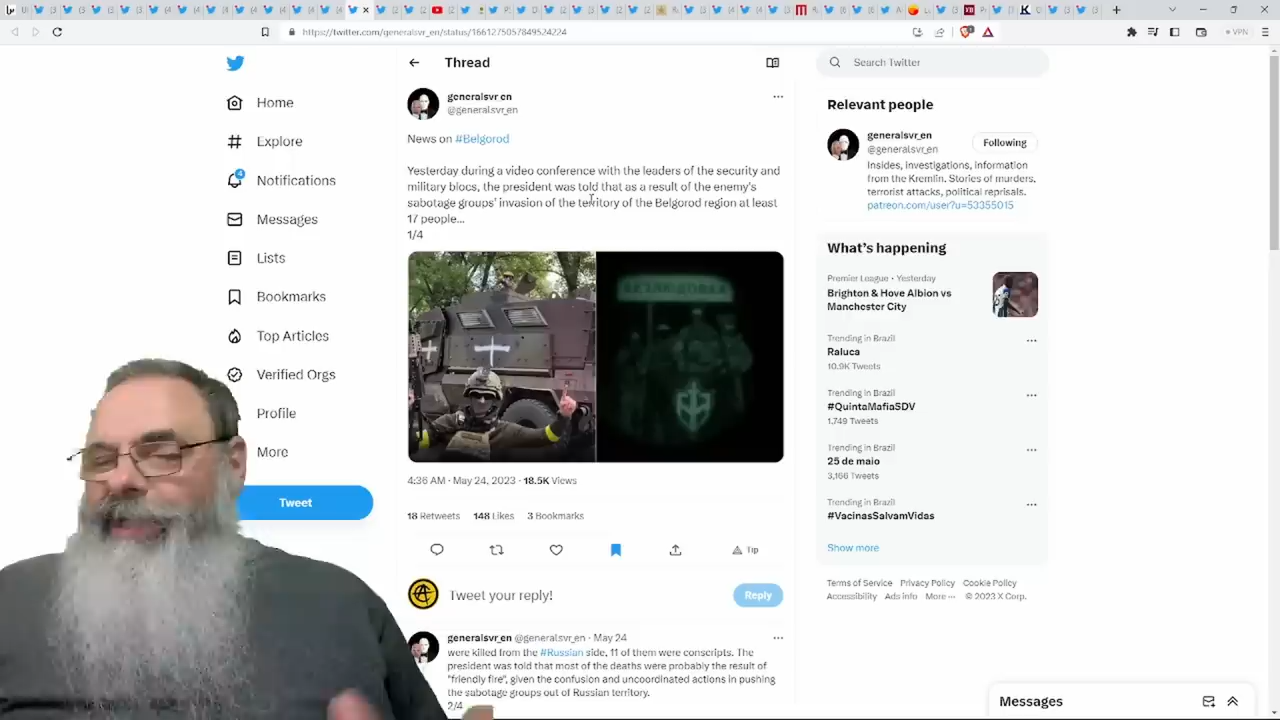 https://twitter.com/generalsvr_en/status/1661275057849524224
VPN
Home
Explore
4
Notifications
Messages
Lists
Bookmarks
Top Articles
Verified Orgs
Profile
More
Tweet
Thread
generalsvr en
@generalsvr_en
News on #Belgorod
Yesterday during a video conference with the leaders of the security and
military blocs, the president was told that as a result of the enemy's
sabotage groups' invasion of the territory of the Belgorod region at least
17 people...
1/4
4:36 AM · May 24, 2023 · 18.5K Views
18 Retweets 148 Likes 3 Bookmarks
Tip
Tweet your reply!
Reply
generalsvr_en @generalsvr_en · May 24
were killed from the #Russian side, 11 of them were conscripts. The
president was told that most of the deaths were probably the result of
"friendly fire", given the confusion and uncoordinated actions in pushing
the sabotage groups out of Russian territory.
2/4
Search Twitter
Relevant people
generalsvr_en
@generalsvr_en
Following
Insides, investigations, information
from the Kremlin. Stories of murders,
terrorist attacks, political reprisals.
patreon.com/user?u=53355015
What's happening
Premier League · Yesterday
Brighton & Hove Albion vs
Manchester City
Trending in Brazil
Raluca
10.9K Tweets
Trending in Brazil
#QuintaMafiaSDV
1,749 Tweets
Trending in Brazil
25 de maio
3,166 Tweets
Trending in Brazil
#VacinasSalvamVidas
Show more
Terms of Service Privacy Policy Cookie Policy
Accessibility Ads info More ··· © 2023 X Corp.
Messages